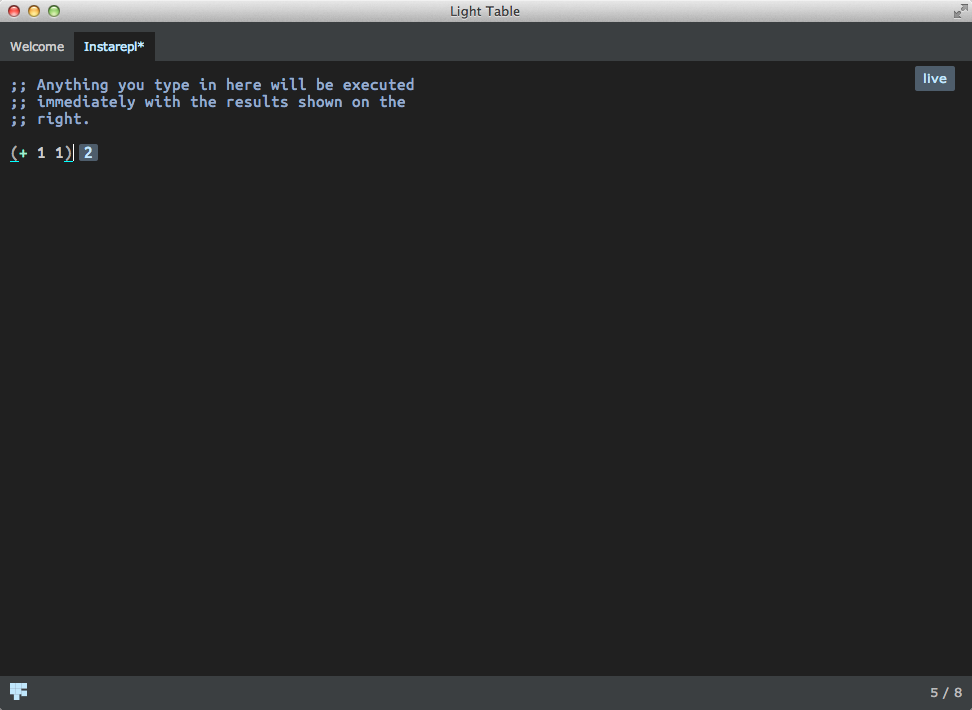 Light Table
Welcome Instarepl*
;; Anything you type in here will be executed
;; immediately with the results shown on the
;; right.
live
(+ 1 1) 2
5 / 8